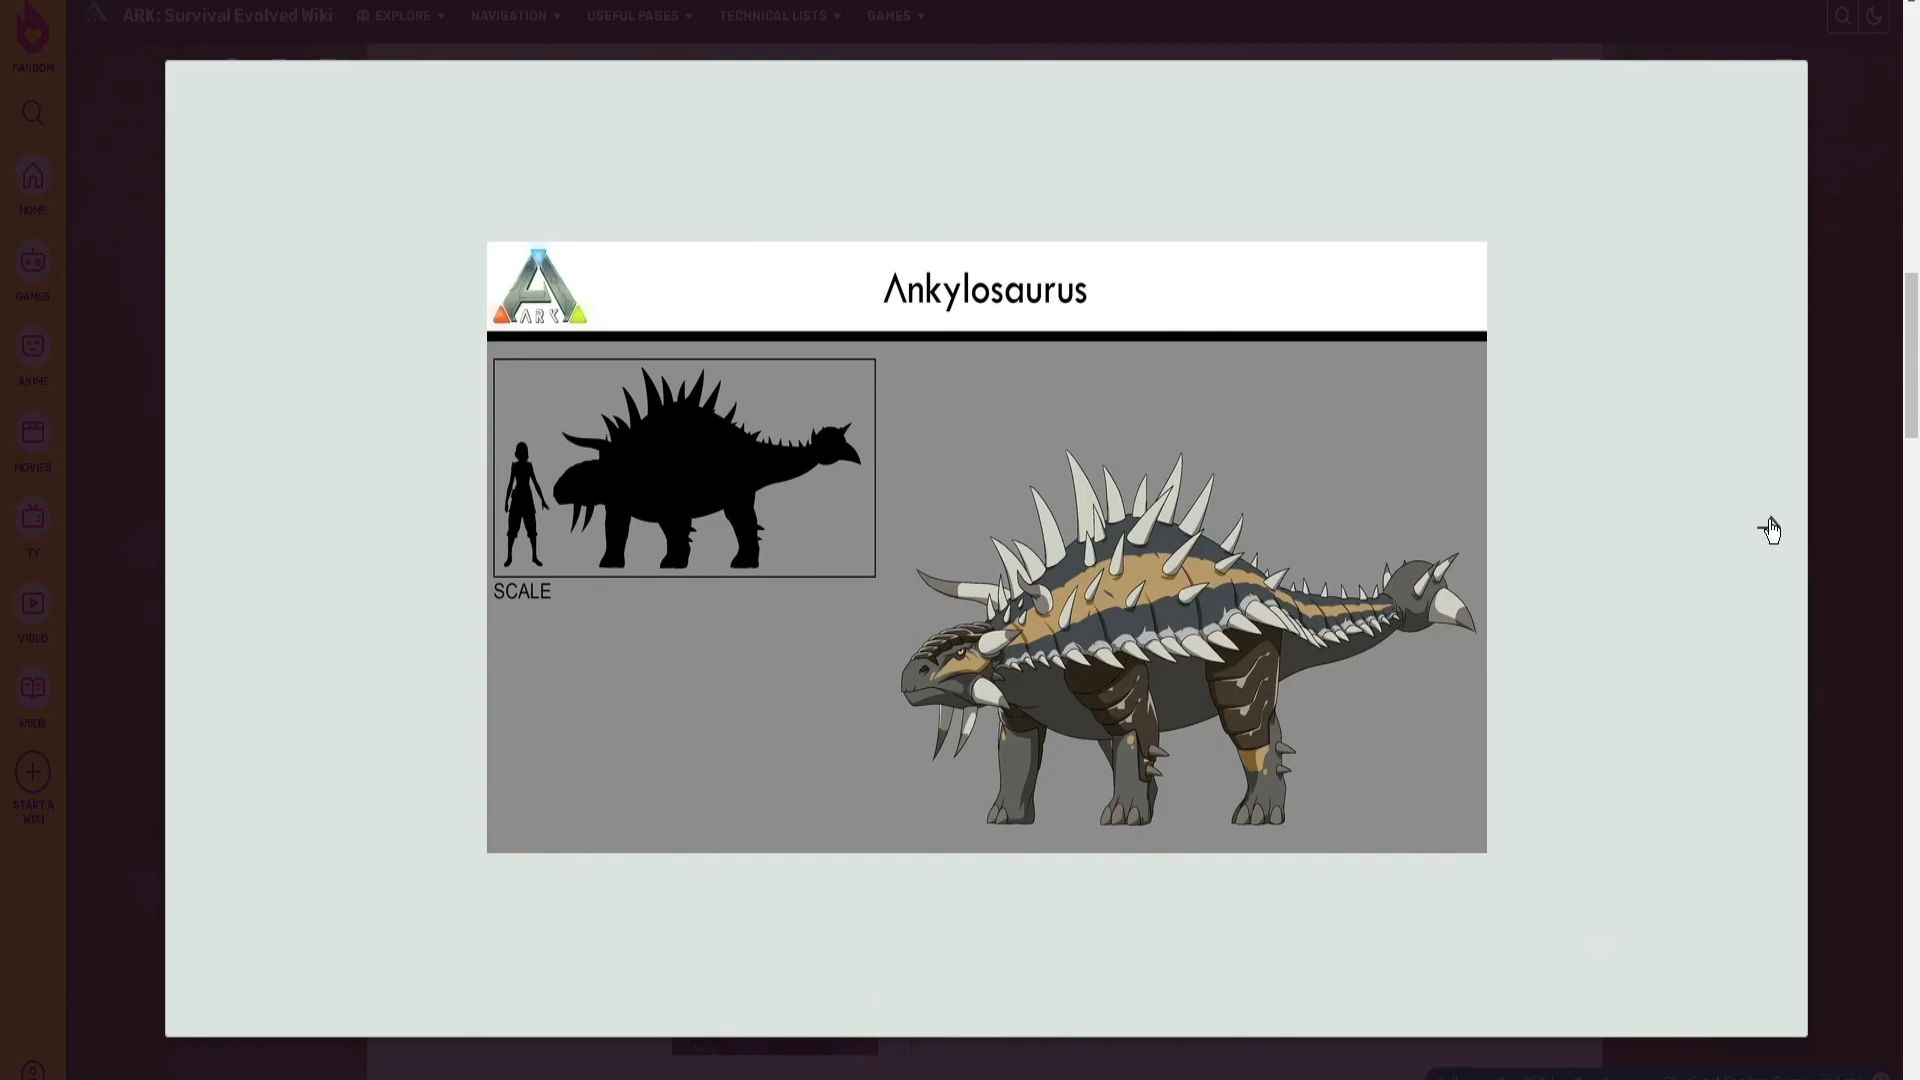 ARK: Survival Evolved Wiki
EXPLORE
NAVIGATION
USEFUL PAGES
TECHNICAL LISTS
GAMES
FANDOM
HOME
GAMES
ANIME
MOVIES
TV
VIDEO
WIKIS
START A
WIKI
ARK
Ankylosaurus
SCALE